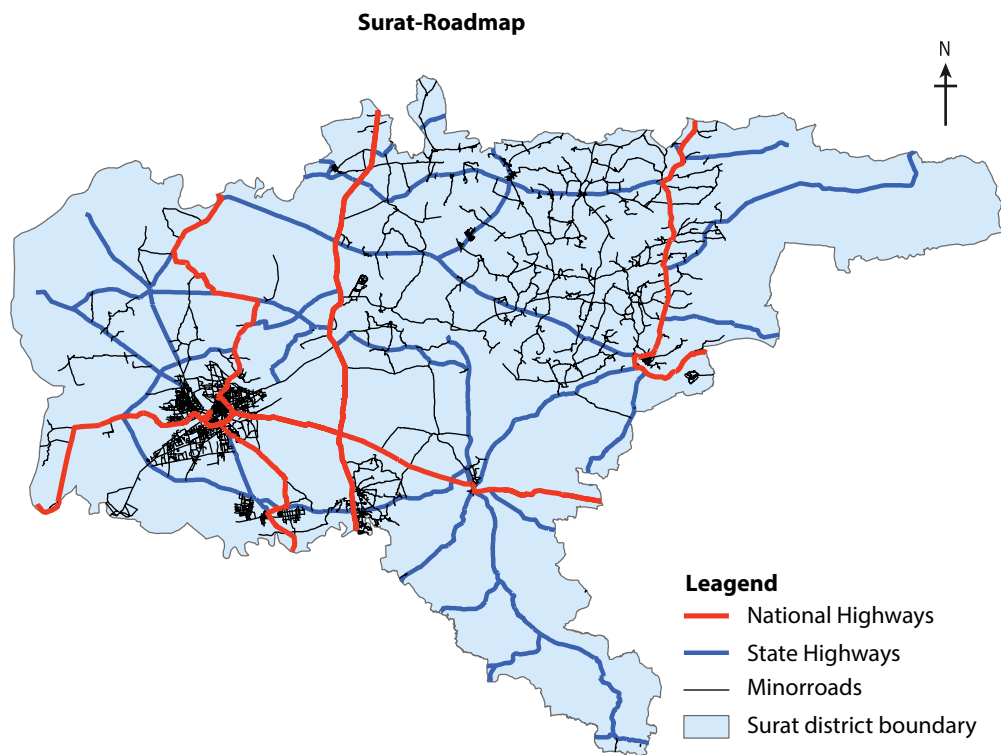 Surat-Roadmap
N
Leagend
National Highways
State Highways
Minorroads
Surat district boundary